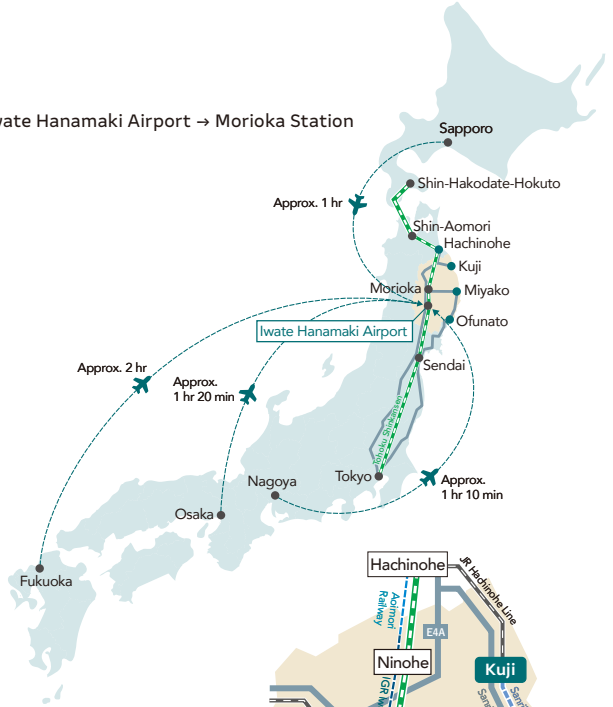 Iwate Hanamaki Airport → Morioka Station
Sapporo
Shin-Hakodate-Hokuto
Approx. 1 hr
Shin-Aomori
Hachinohe
Kuji
Morioka
Miyako
Iwate Hanamaki Airport
Ofunato
Sendai
Approx. 2 hr
Approx.
1 hr 20 min
Tohoku Shinkansen
Nagoya
Tokyo
Approx.
1 hr 10 min
Osaka
Fukuoka
Hachinohe
JR Hachinohe Line
Aoimori
Railway
E4A
Ninohe
Kuji
IGR